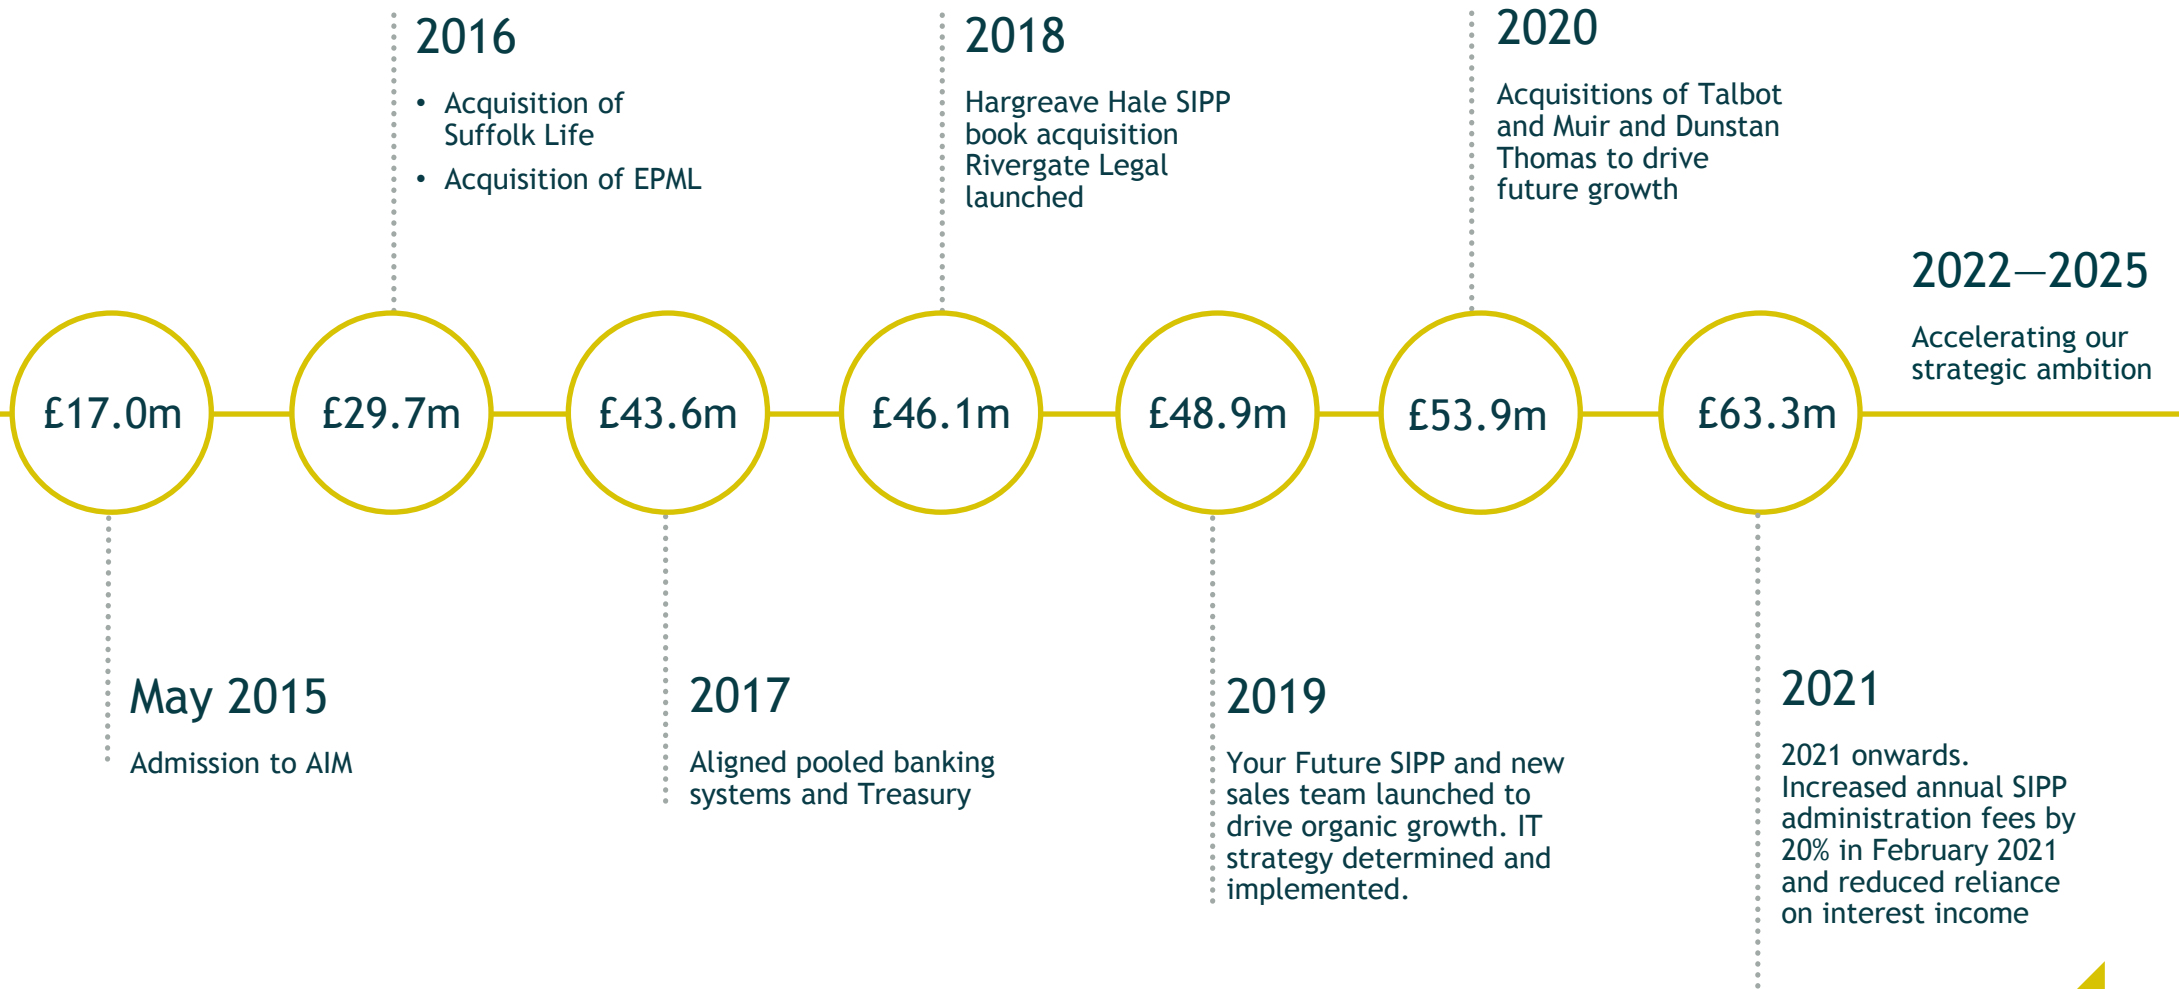 2016
• Acquisition of
Suffolk Life
• Acquisition of EPML
2018
Hargreave Hale SIPP
book acquisition
Rivergate Legal
launched
2020
Acquisitions of Talbot
and Muir and Dunstan
Thomas to drive
future growth
2022—2025
Accelerating our
strategic ambition
£17.0m
£29.7m
£43.6m
£46.1m
£48.9m
£53.9m
£63.3m
May 2015
Admission to AIM
2017
Aligned pooled banking
systems and Treasury
2019
Your Future SIPP and new
sales team launched to
drive organic growth. IT
strategy determined and
implemented.
2021
2021 onwards.
Increased annual SIPP
administration fees by
20% in February 2021
and reduced reliance
on interest income